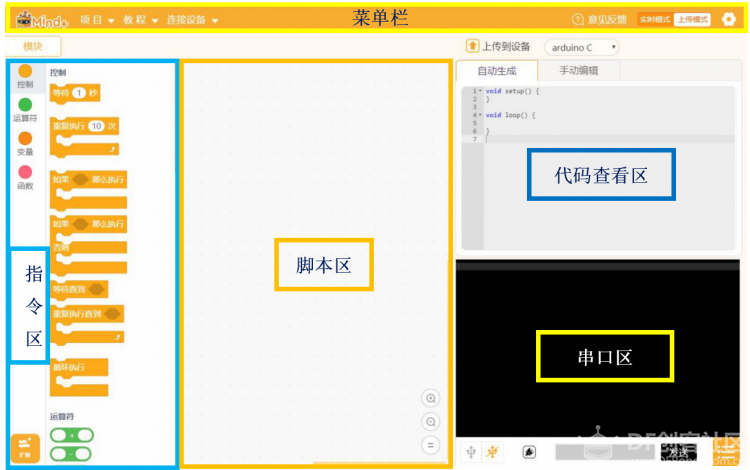 Mind+ 项目 教程 连接设备 菜单栏 意见反馈 实时模式 上传模式
模块 上传到设备 arduino C
控制
控制
运算符
变量
函数
等待 1 秒
重复执行 10 次
如果 那么执行
如果 那么执行
否则
等待直到
重复执行直到
循环执行
运算符
+
-
扩展
指令区
脚本区
自动生成 手动编辑
1 void setup() {
2 }
3
4 void loop() {
5
6 }
7
代码查看区
串口区
发送
DF创客社区